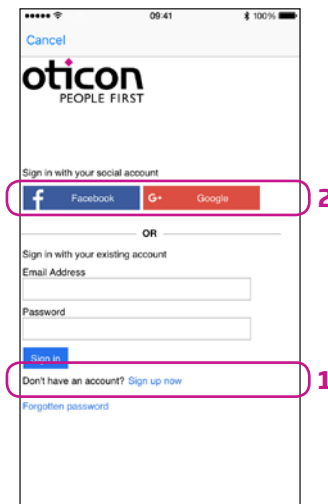 09:41 100%
Cancel
oticon
PEOPLE FIRST
Sign in with your social account
f Facebook G+ Google
2
OR
Sign in with your existing account
Email Address
Password
Sign in
Don't have an account? Sign up now
1
Forgotten password